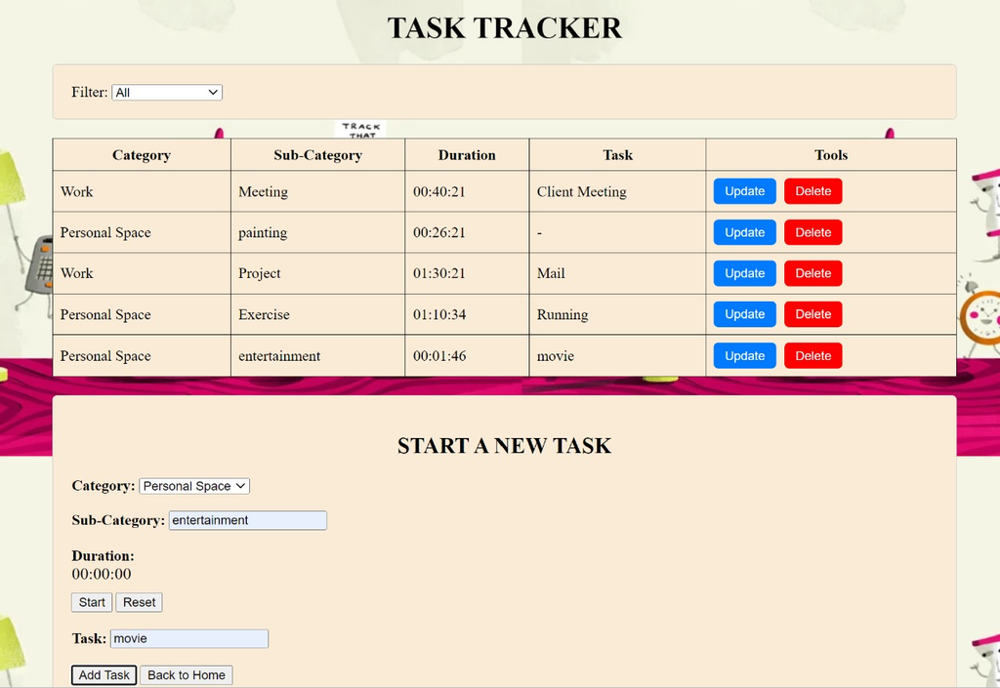 TASK TRACKER
Filter: All
TRACK
THAT
Category Sub-Category Duration Task Tools
Work Meeting 00:40:21 Client Meeting Update Delete
Personal Space painting 00:26:21 - Update Delete
Work Project 01:30:21 Mail Update Delete
Personal Space Exercise 01:10:34 Running Update Delete
Personal Space entertainment 00:01:46 movie Update Delete
START A NEW TASK
Category: Personal Space
Sub-Category: entertainment
Duration:
00:00:00
Start Reset
Task: movie
Add Task Back to Home